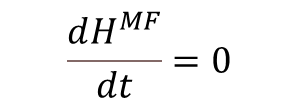 dH^{MF}/dt = 0